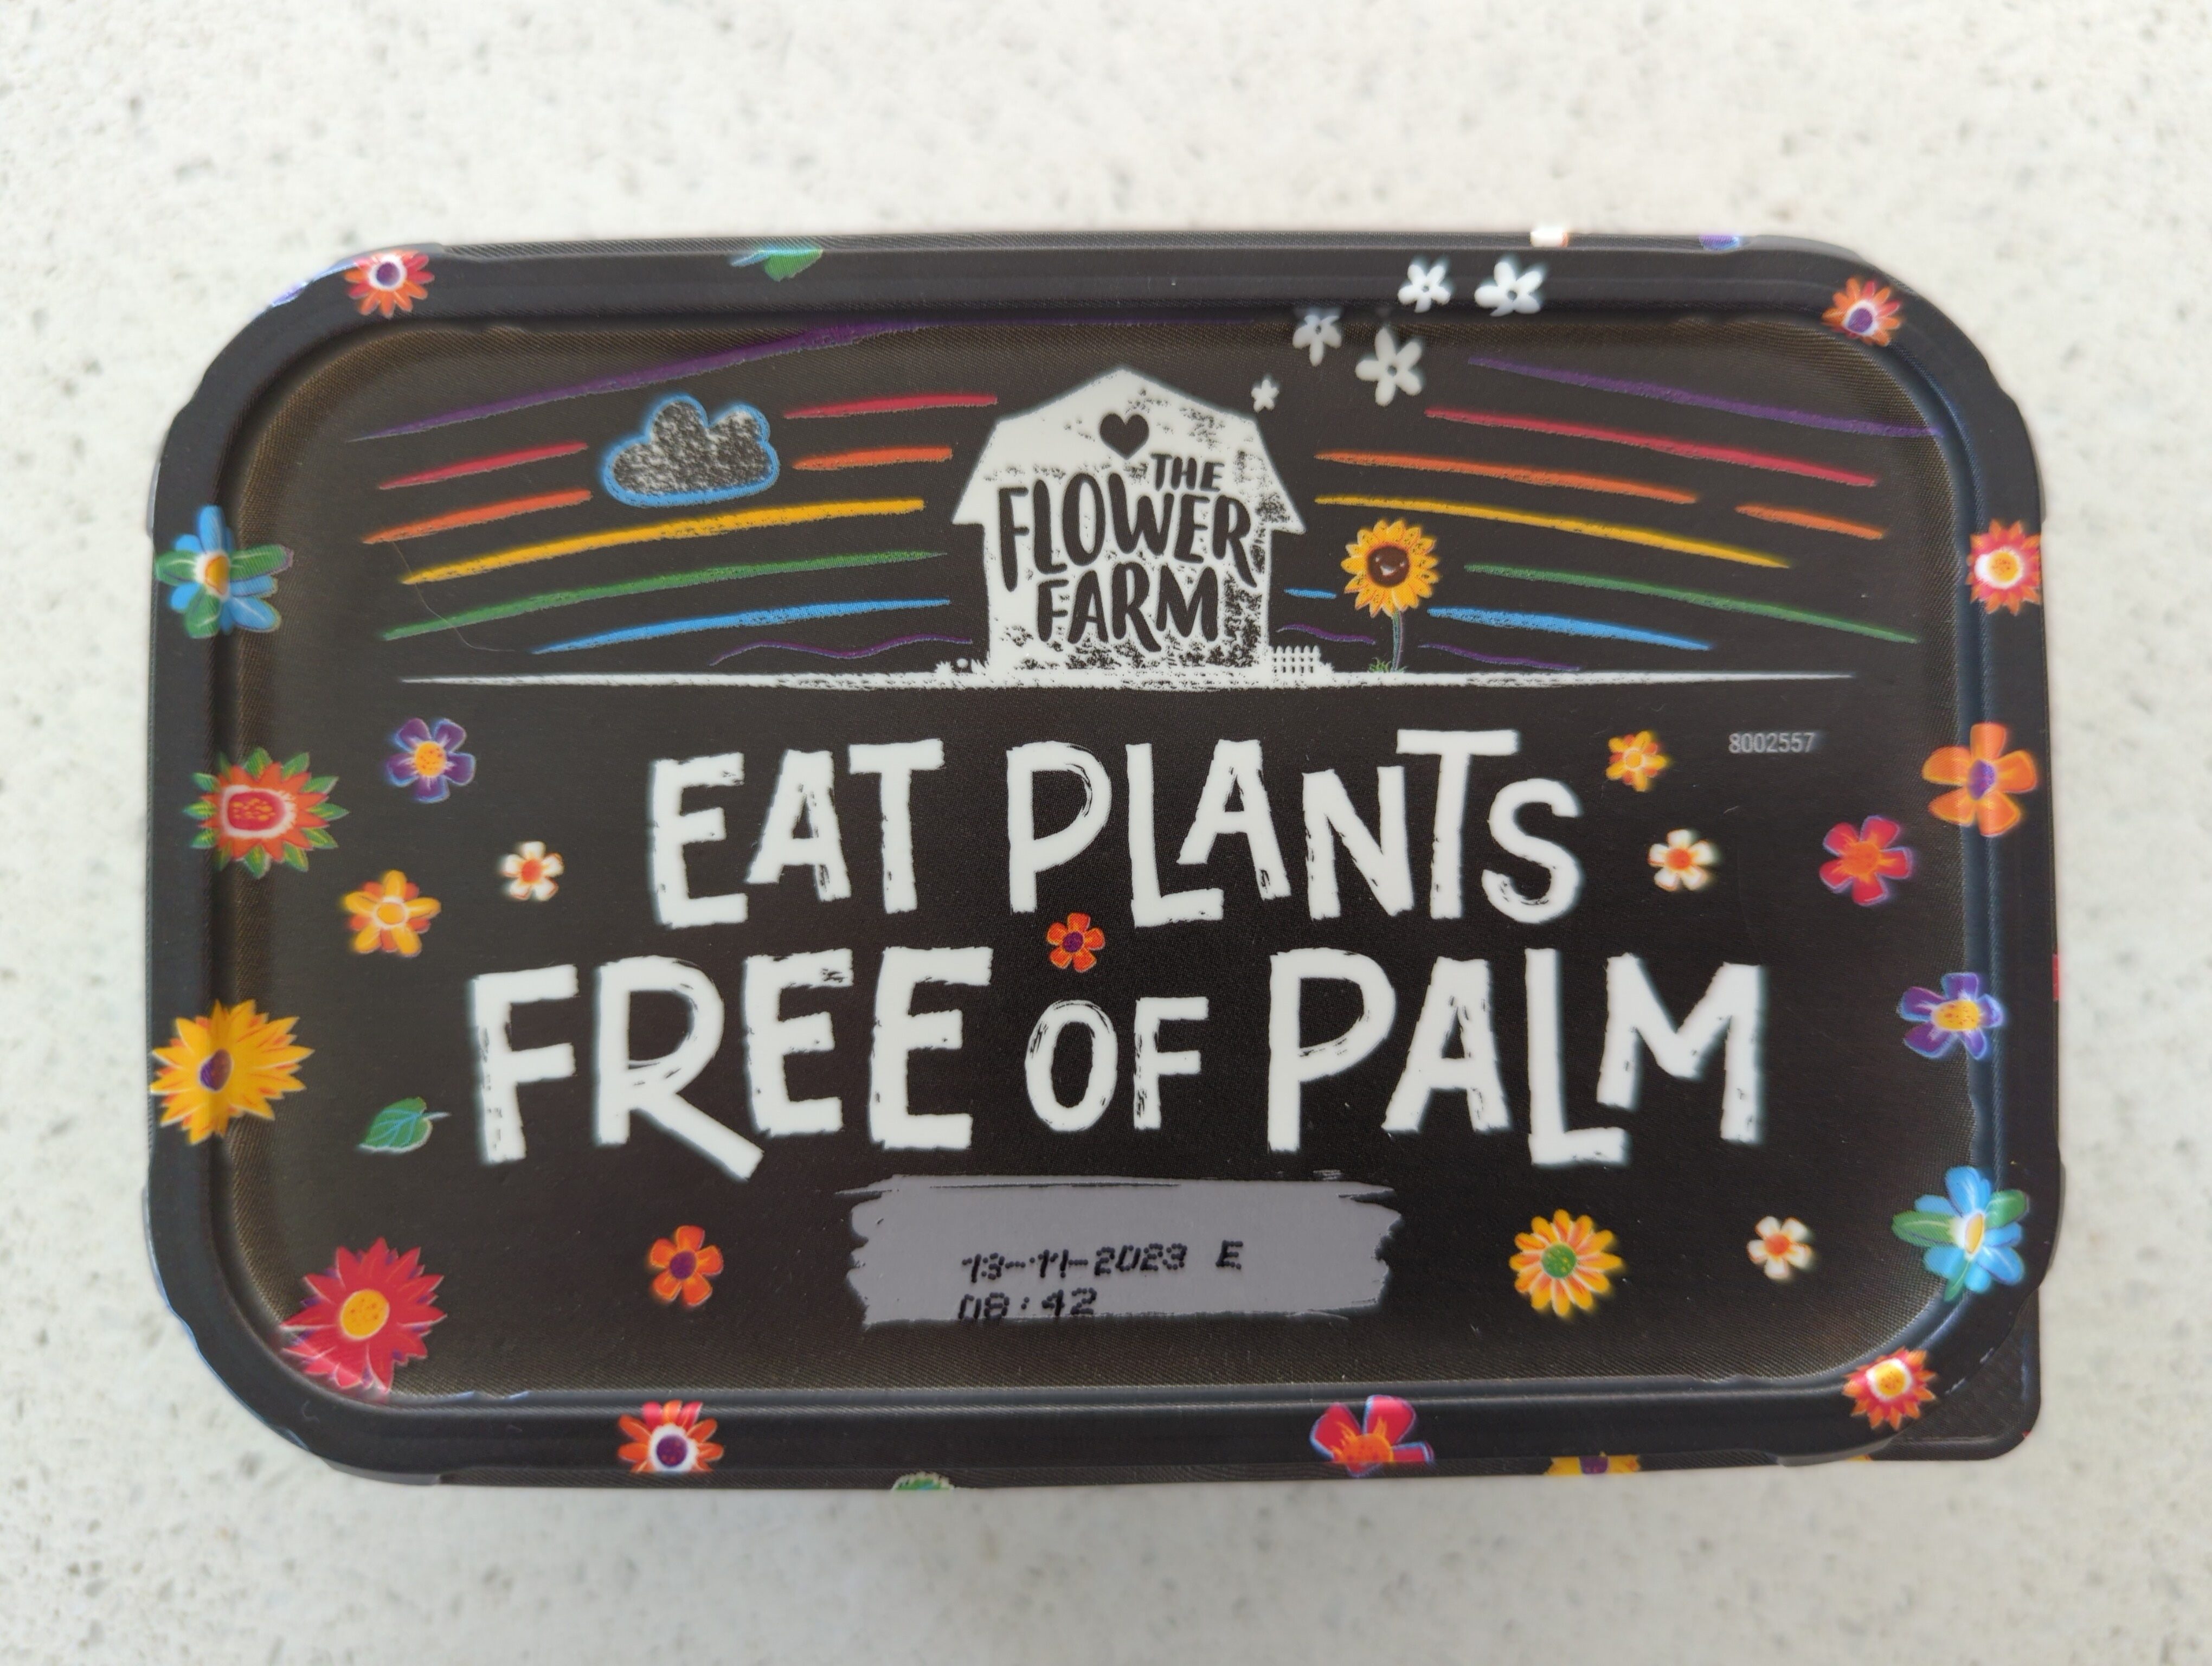 THE
FLOWER
FARM
8002557
EAT PLANTS
FREE OF PALM
13-11-2023 E
08:42